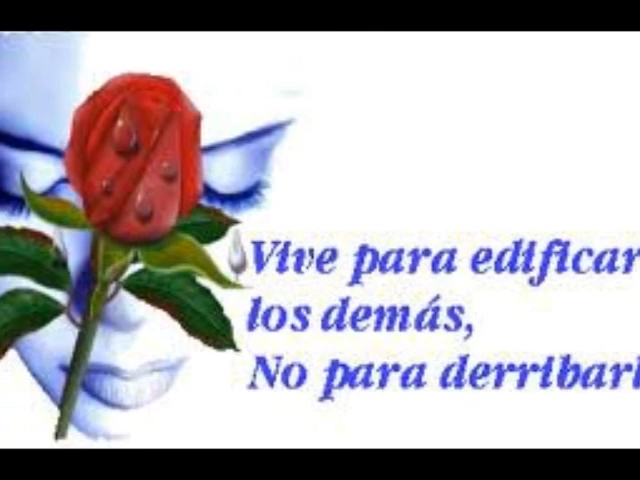 Vive para edificar
los demás,
No para derribarl